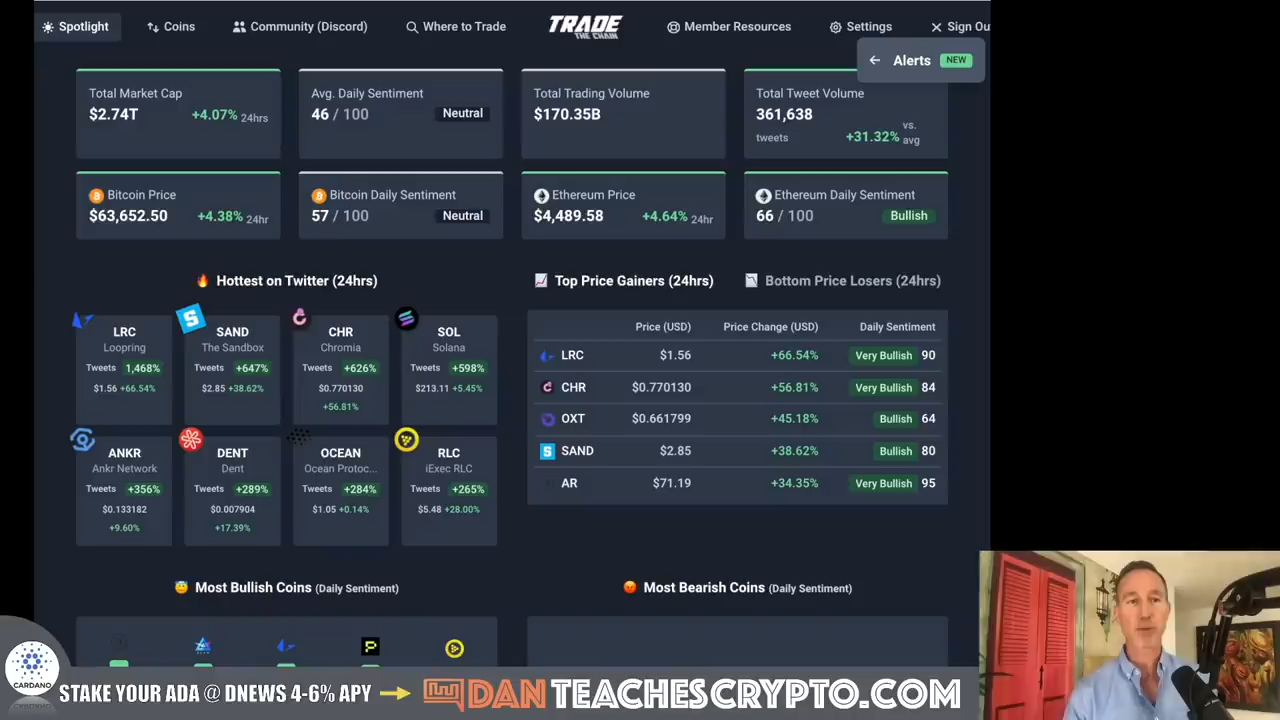 Spotlight
Coins
Community (Discord)
Where to Trade
TRADE
THE CHAIN
Member Resources
Settings
Sign Ou
Alerts NEW
Total Market Cap
$2.74T +4.07% 24hrs
Avg. Daily Sentiment
46 / 100 Neutral
Total Trading Volume
$170.35B
Total Tweet Volume
361,638
tweets +31.32% vs. avg
Bitcoin Price
$63,652.50 +4.38% 24hr
Bitcoin Daily Sentiment
57 / 100 Neutral
Ethereum Price
$4,489.58 +4.64% 24hr
Ethereum Daily Sentiment
66 / 100 Bullish
Hottest on Twitter (24hrs)
LRC
Loopring
Tweets 1,468%
$1.56 +66.54%
SAND
The Sandbox
Tweets +647%
$2.85 +38.62%
CHR
Chromia
Tweets +626%
$0.770130
+56.81%
SOL
Solana
Tweets +598%
$213.11 +5.45%
ANKR
Ankr Network
Tweets +356%
$0.133182
+9.60%
DENT
Dent
Tweets +289%
$0.007904
+17.39%
OCEAN
Ocean Protoc...
Tweets +284%
$1.05 +0.14%
RLC
iExec RLC
Tweets +265%
$5.48 +28.00%
Top Price Gainers (24hrs)
Bottom Price Losers (24hrs)
Price (USD) Price Change (USD) Daily Sentiment
LRC $1.56 +66.54% Very Bullish 90
CHR $0.770130 +56.81% Very Bullish 84
OXT $0.661799 +45.18% Bullish 64
SAND $2.85 +38.62% Bullish 80
AR $71.19 +34.35% Very Bullish 95
Most Bullish Coins (Daily Sentiment)
Most Bearish Coins (Daily Sentiment)
CARDANO
STAKE YOUR ADA @ DNEWS 4-6% APY
DANTEACHESCRYPTO.COM